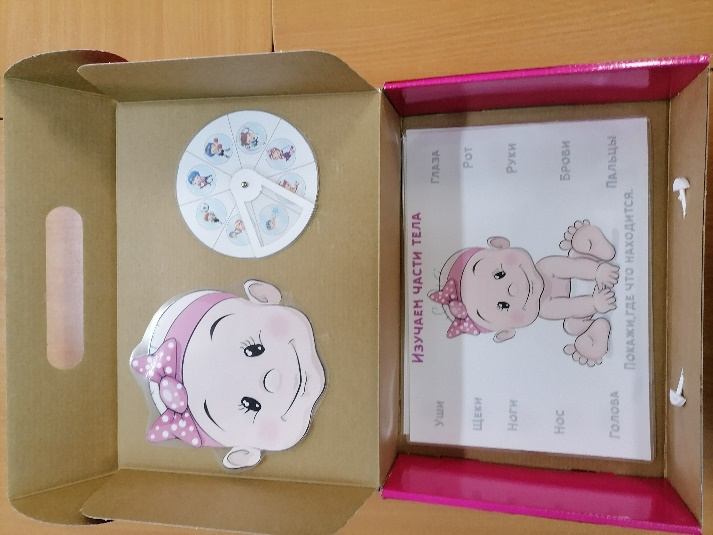 Изучаем части тела
Уши
Глаза
Щеки
Рот
Ноги
Руки
Нос
Брови
Голова
Пальцы
Покажи,где что находится.